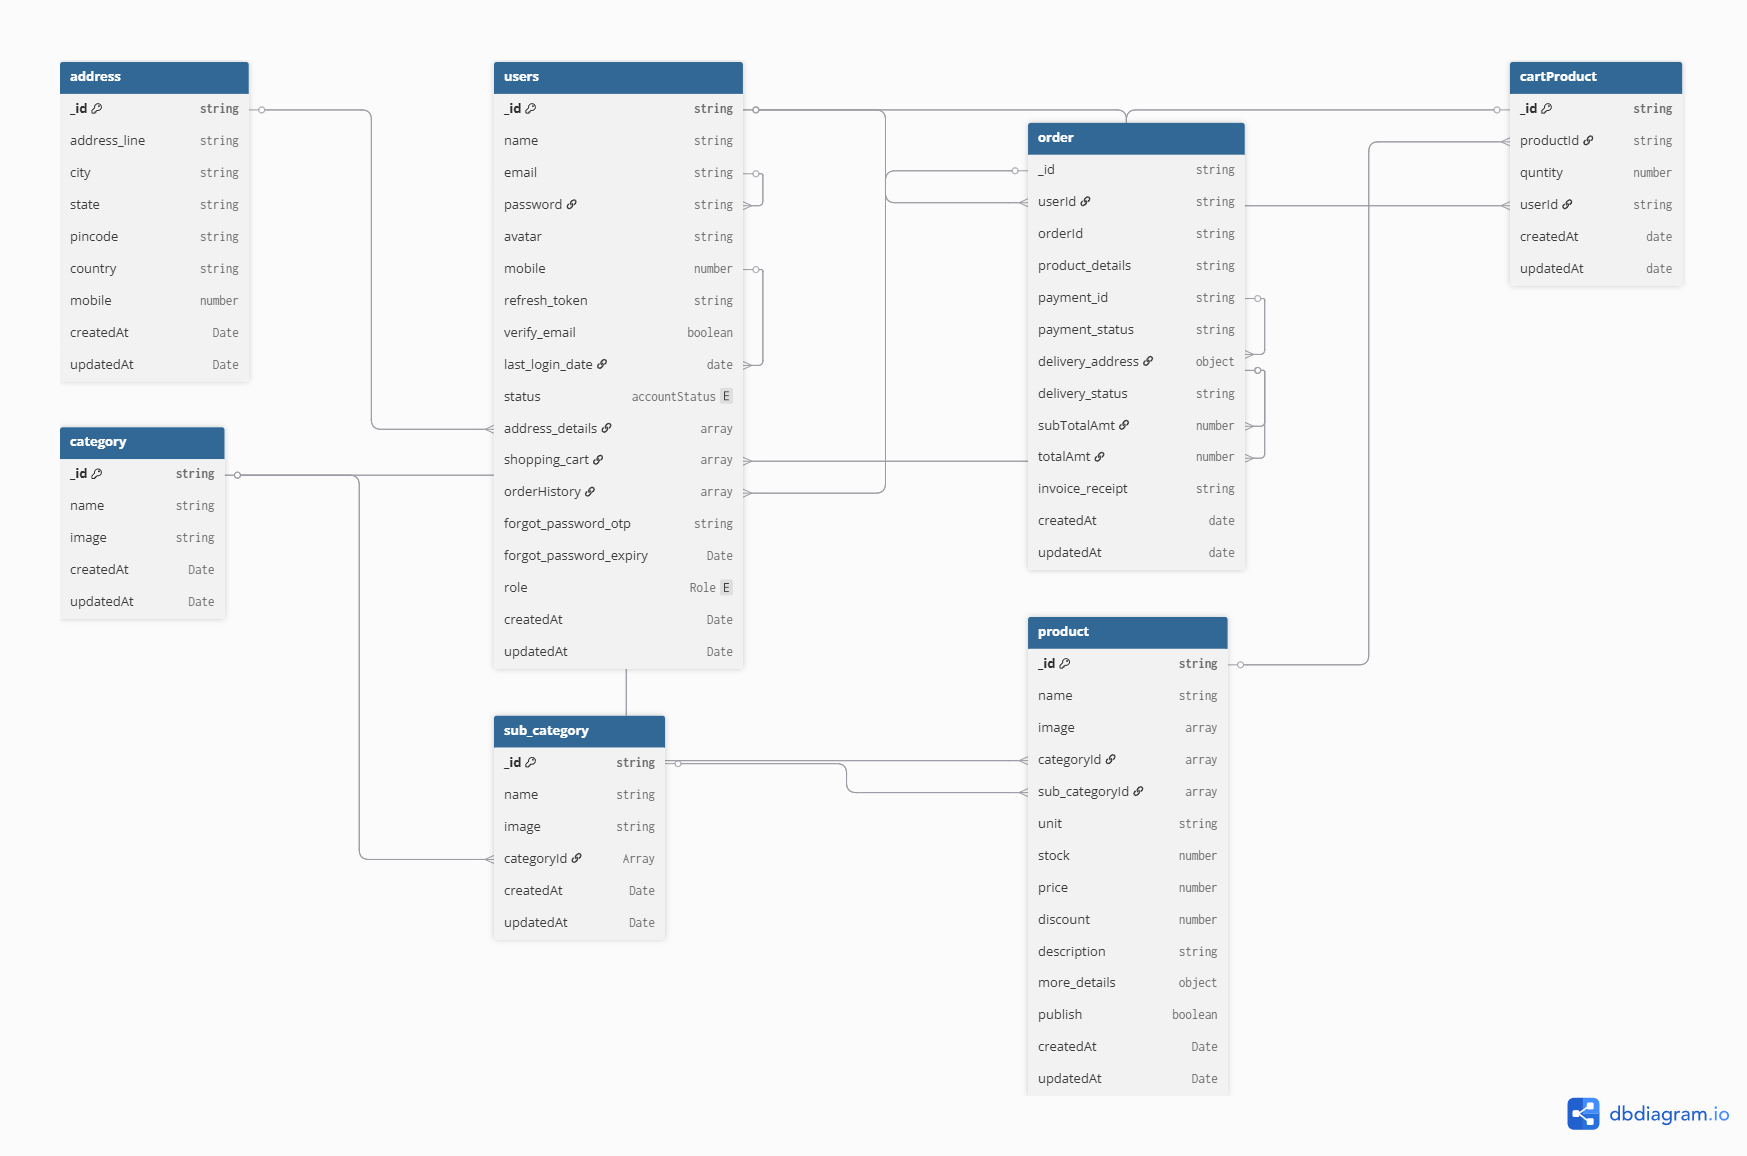 address
_id string
address_line string
city string
state string
pincode string
country string
mobile number
createdAt Date
updatedAt Date
category
_id string
name string
image string
createdAt Date
updatedAt Date
users
_id string
name string
email string
password string
avatar string
mobile number
refresh_token string
verify_email boolean
last_login_date date
status accountStatus E
address_details array
shopping_cart array
orderHistory array
forgot_password_otp string
forgot_password_expiry Date
role Role E
createdAt Date
updatedAt Date
sub_category
_id string
name string
image string
categoryId Array
createdAt Date
updatedAt Date
order
_id string
userId string
orderId string
product_details string
payment_id string
payment_status string
delivery_address object
delivery_status string
subTotalAmt number
totalAmt number
invoice_receipt string
createdAt date
updatedAt date
product
_id string
name string
image array
categoryId array
sub_categoryId array
unit string
stock number
price number
discount number
description string
more_details object
publish boolean
createdAt Date
updatedAt Date
cartProduct
_id string
productId string
quntity number
userId string
createdAt date
updatedAt date
dbdiagram.io